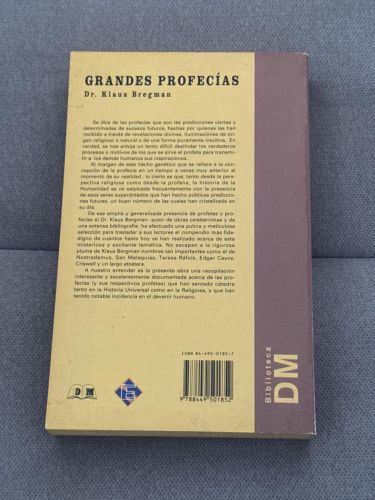 GRANDES PROFECÍAS
Dr. Klaus Bregman
Se dice de las profecías que son las predicciones ciertas y
determinadas de sucesos futuros, hechas por quienes las han
recibido a través de revelaciones divinas, iluminaciones de ori-
gen religioso o natural o de una forma puramente intuitiva. En
verdad, se nos antoja un tanto difícil deslindar los verdaderos
procesos o motivos de los que se sirve el profeta para transmi-
tir a los demás humanos sus inspiraciones.
Al margen de este hecho genético que se refiere a la con-
cepción de la profecía en un tiempo a veces muy anterior al
momento de su realidad, lo cierto es que, tanto desde la pers-
pectiva religiosa como desde la profana, la historia de la
Humanidad se ve salpicada frecuentemente con la presencia
de esos seres superdotados que han hecho públicas prediccio-
nes futuras, un buen número de las cuales han cristalizado en
su día.
De esa amplia y generalizada presencia de profetas y pro-
fecías el Dr. Klaus Bregman -autor de obras celebérrimas y de
una extensa bibliografía- ha efectuado una pulcra y meticulosa
selección para trasladar a sus lectores el compendio más fide-
digno de cuantos hasta hoy se han realizado acerca de este
misterioso y excitante temático. No escapan a la rigurosa
pluma de Klaus Bergman nombres tan importantes como el de
Nostradamus, San Malaquías, Teresa Ráfols, Edgar Cayce,
Criswell y un largo etcétera.
A nuestro entender es la presente obra una recopilación
interesante y excelentemente documentada acerca de las pro-
fecías (y sus respectivos profetas) que han sentado cátedra
tanto en la Historia Universal como en la Religiosa, y que han
tenido notable incidencia en el devenir humano.
ISBN 84-495-0185-7
9 788449 501852
D M
Biblioteca
DM